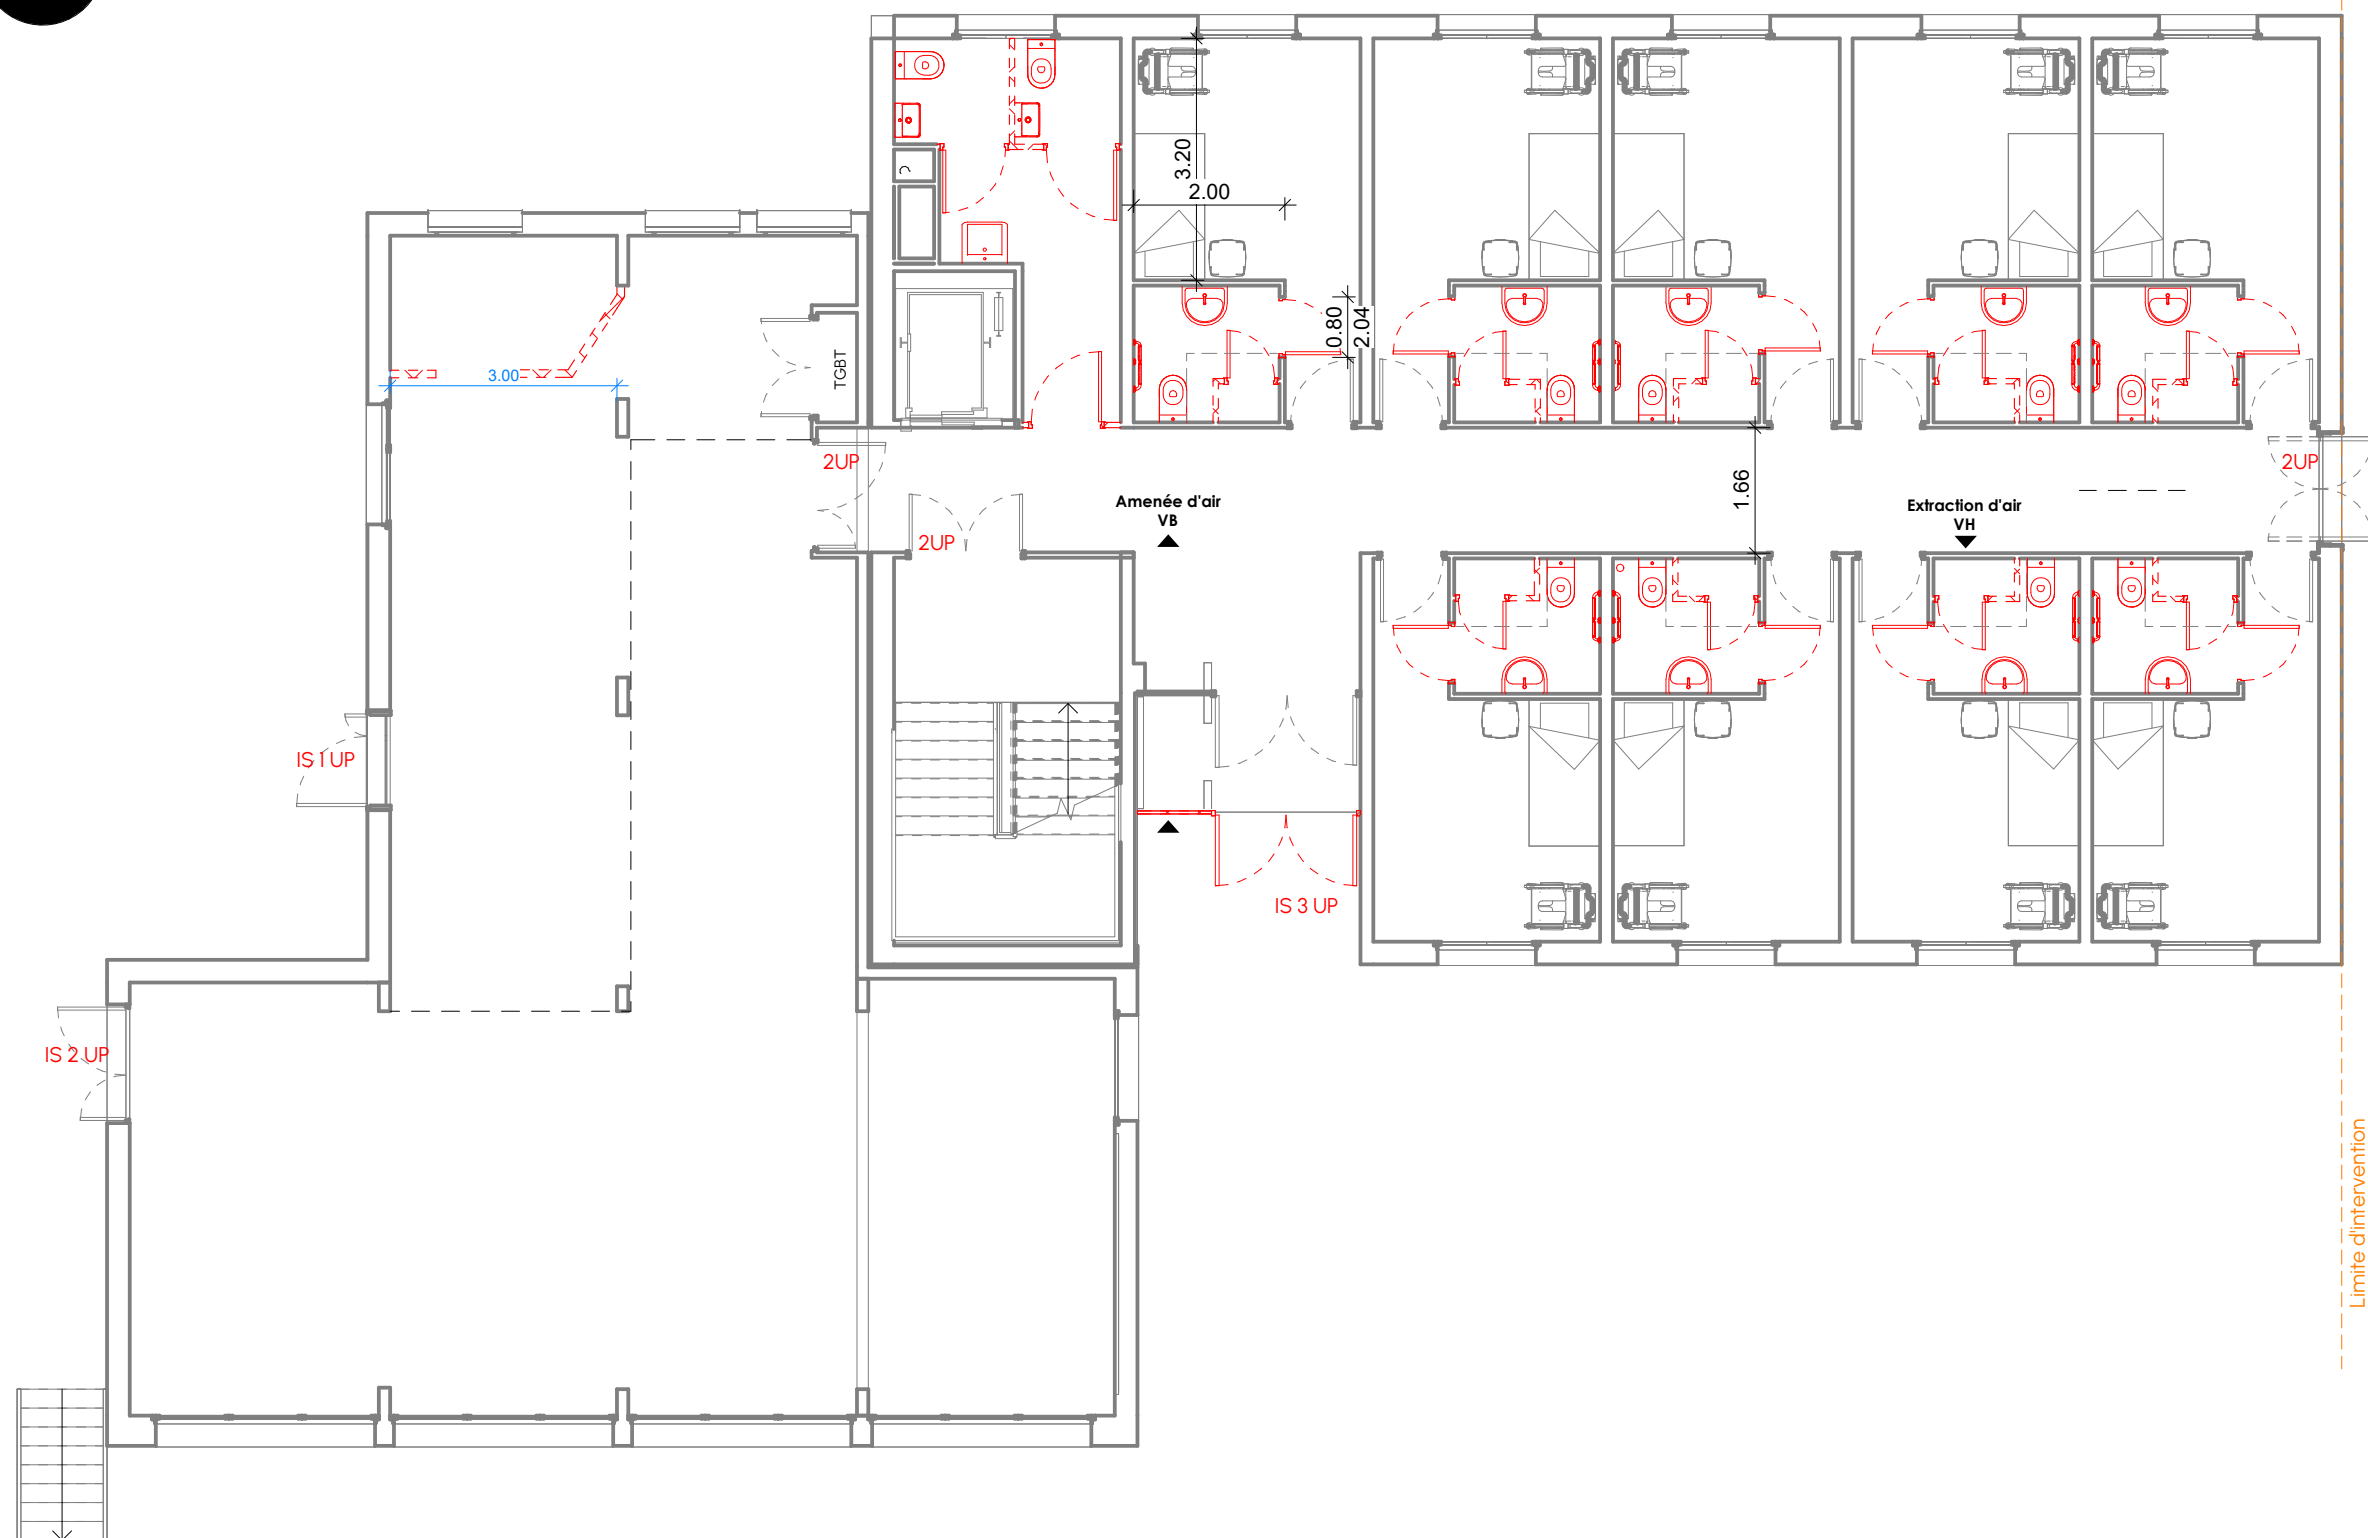 3.20
2.00
0.80
2.04
3.00
TGBT
2UP
2UP
Amenée d'air
VB
1.66
Extraction d'air
VH
2UP
IS 1 UP
IS 3 UP
IS 2 UP
Limite d'intervention